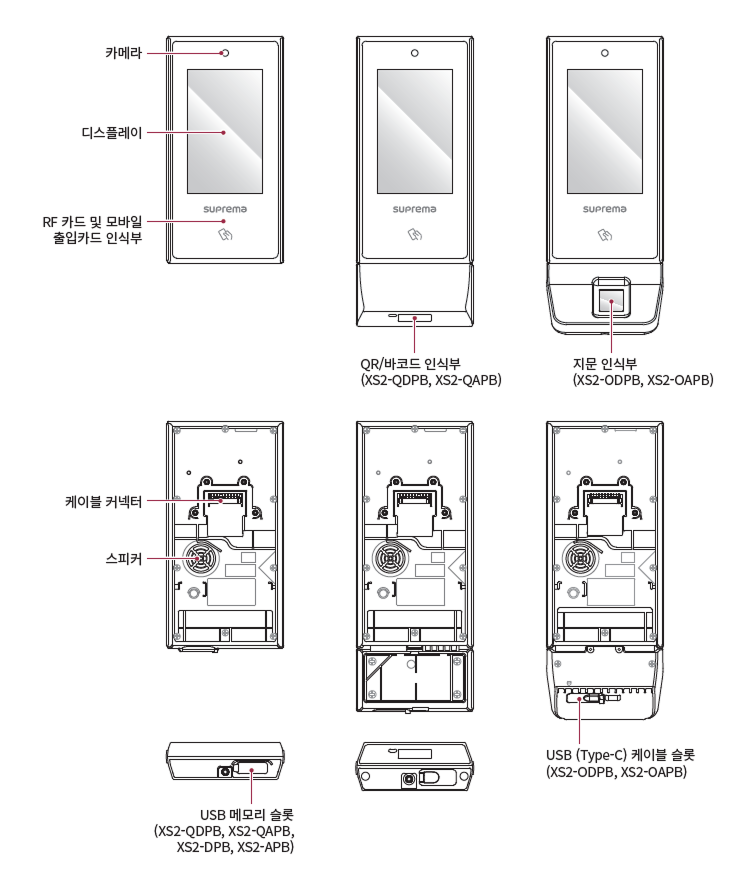 카메라
디스플레이
suprema
suprema
suprema
RF 카드 및 모바일
출입카드 인식부
QR/바코드 인식부
(XS2-QDPB, XS2-QAPB)
지문 인식부
(XS2-ODPB, XS2-OAPB)
케이블 커넥터
스피커
USB (Type-C) 케이블 슬롯
(XS2-ODPB, XS2-OAPB)
USB 메모리 슬롯
(XS2-QDPB, XS2-QAPB,
XS2-DPB, XS2-APB)